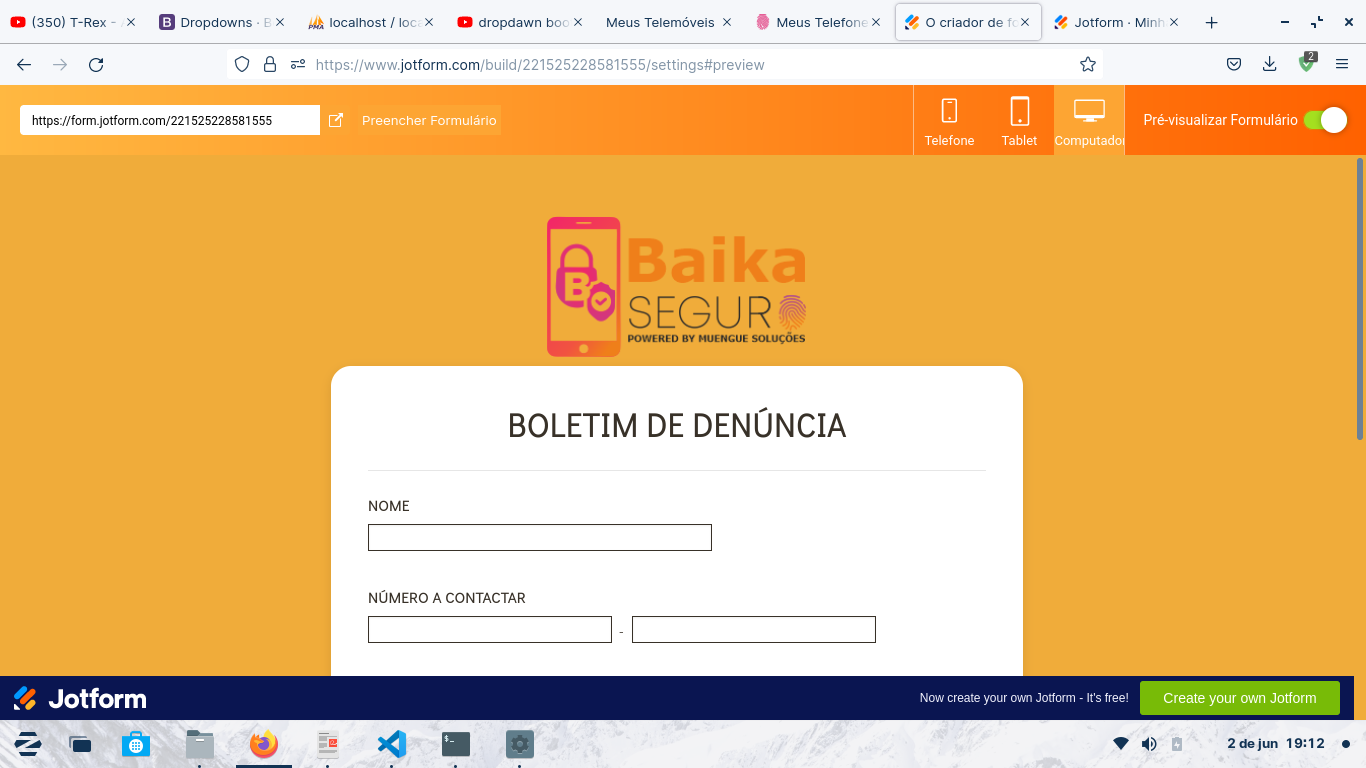 (350) T-Rex -
Dropdowns · B
localhost / loca
dropdawn boo
Meus Telemóveis
Meus Telefone
O criador de fo
Jotform · Minh
https://www.jotform.com/build/221525228581555/settings#preview
2
https://form.jotform.com/221525228581555
Preencher Formulário
Telefone
Tablet
Computador
Pré-visualizar Formulário
Baika
SEGURO
POWERED BY MUENGUE SOLUÇÕES
B
BOLETIM DE DENÚNCIA
NOME
NÚMERO A CONTACTAR
-
Jotform
Now create your own Jotform - It's free!
Create your own Jotform
2 de jun 19:12